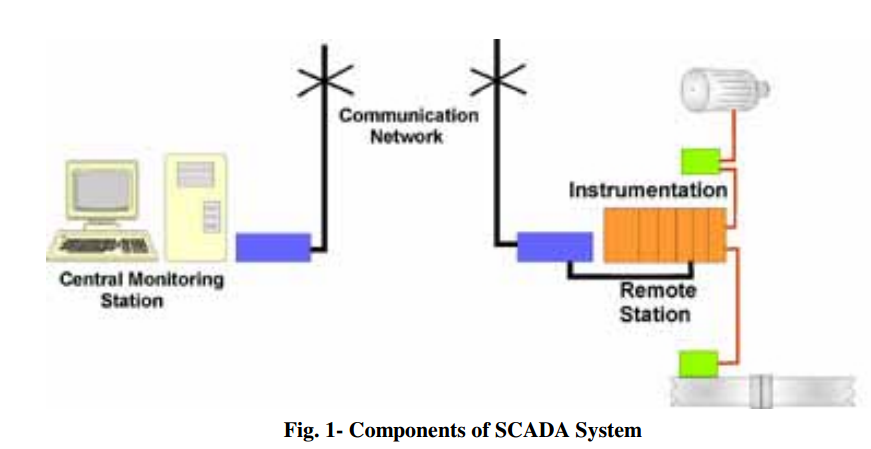 Communication
Network
Instrumentation
Central Monitoring
Station
Remote
Station
Fig. 1- Components of SCADA System